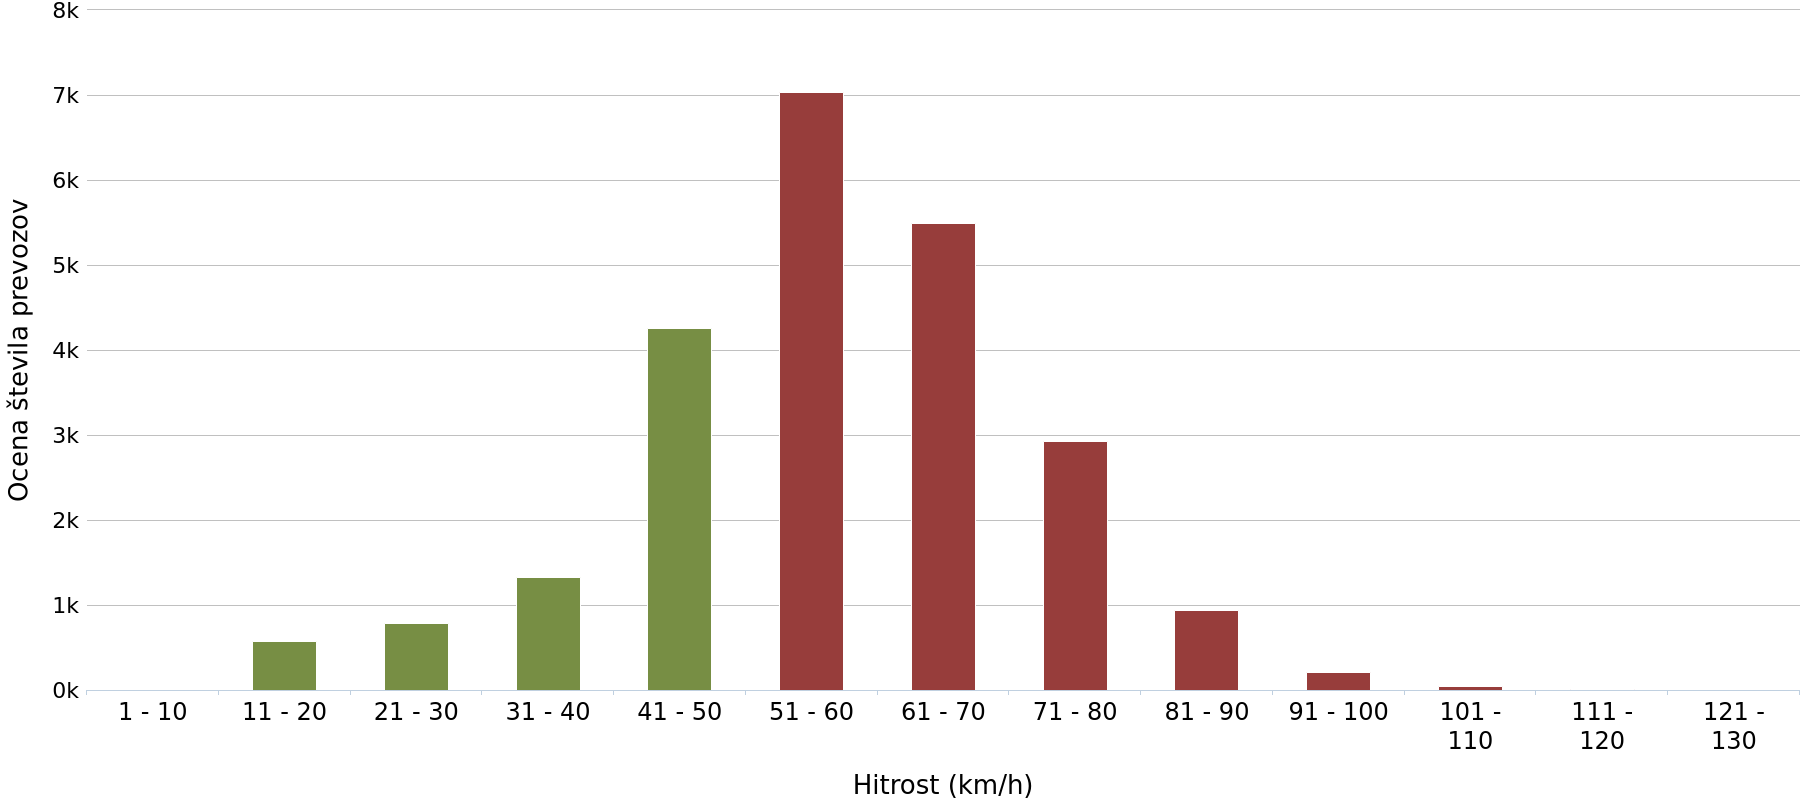 8k
7k
6k
5k
4k
3k
2k
1k
0k
Ocena števila prevozov
1 - 10
11 - 20
21 - 30
31 - 40
41 - 50
51 - 60
61 - 70
71 - 80
81 - 90
91 - 100
101 -
110
111 -
120
121 -
130
Hitrost (km/h)